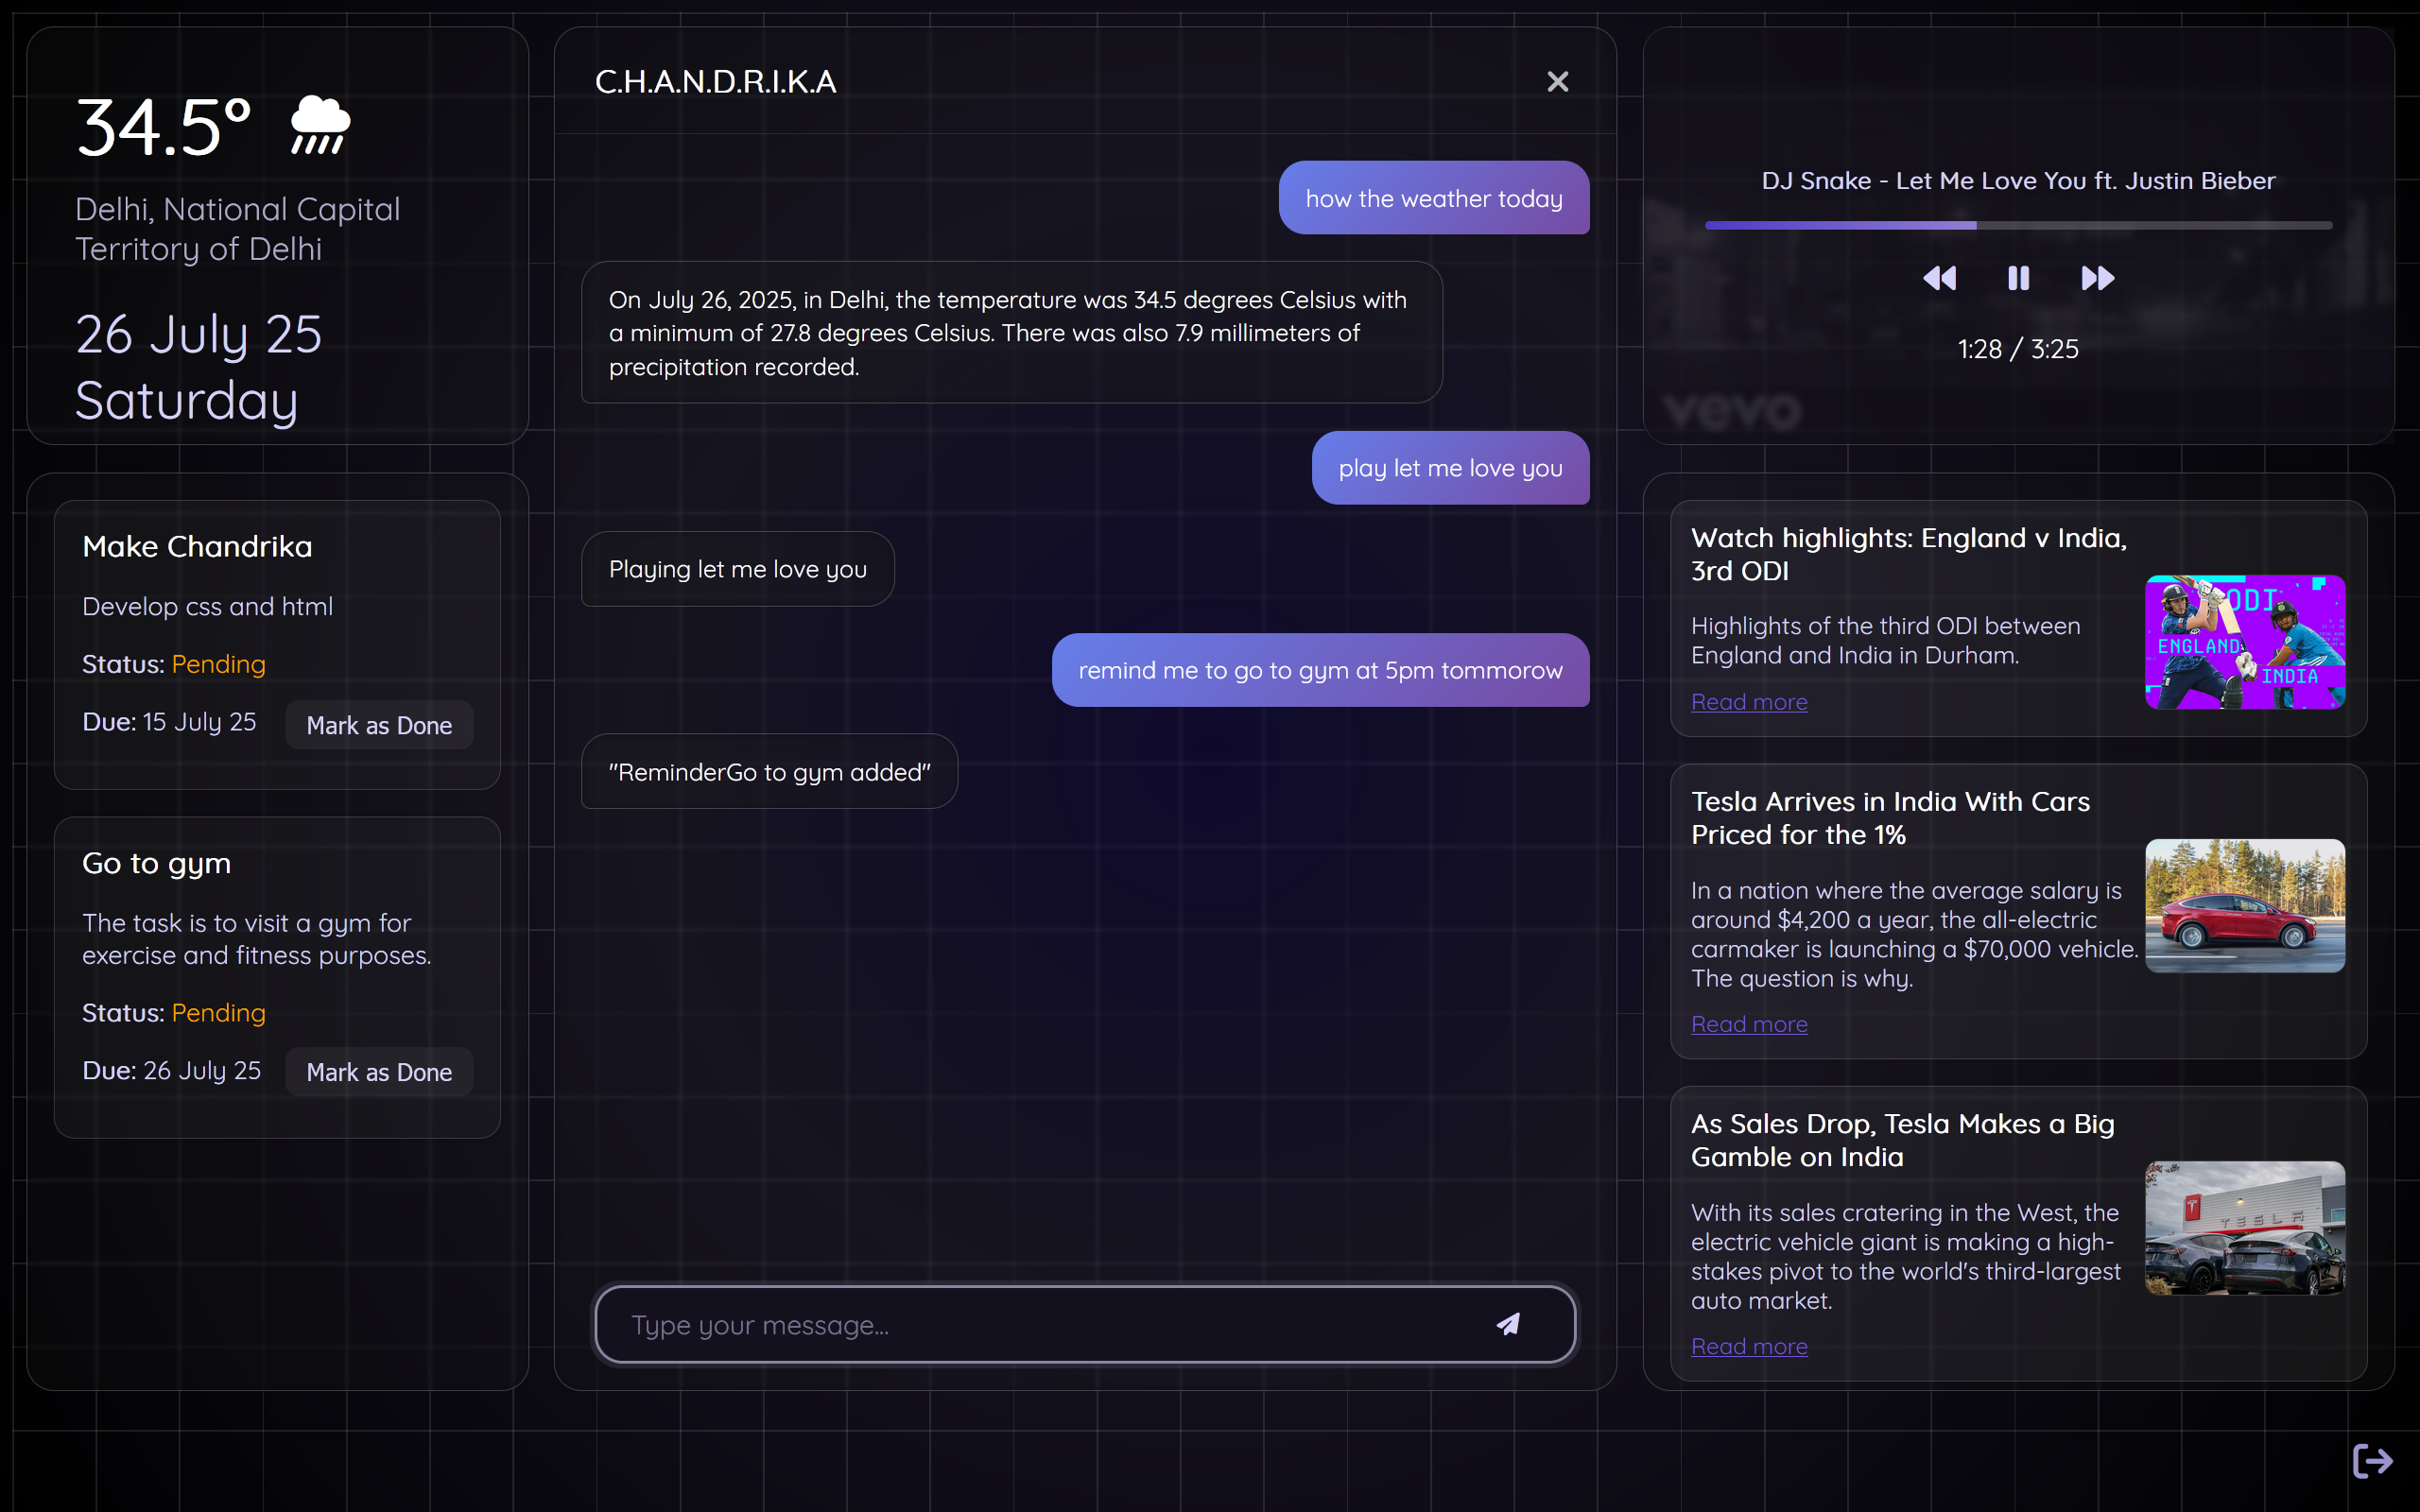 34.5°
Delhi, National Capital
Territory of Delhi
26 July 25
Saturday
Make Chandrika
Develop css and html
Status: Pending
Due: 15 July 25
Mark as Done
Go to gym
The task is to visit a gym for
exercise and fitness purposes.
Status: Pending
Due: 26 July 25
Mark as Done
C.H.A.N.D.R.I.K.A
how the weather today
On July 26, 2025, in Delhi, the temperature was 34.5 degrees Celsius with
a minimum of 27.8 degrees Celsius. There was also 7.9 millimeters of
precipitation recorded.
play let me love you
Playing let me love you
remind me to go to gym at 5pm tommorow
"ReminderGo to gym added"
Type your message...
DJ Snake - Let Me Love You ft. Justin Bieber
1:28 / 3:25
vevo
Watch highlights: England v India,
3rd ODI
Highlights of the third ODI between
England and India in Durham.
Read more
ODI
ENGLAND
INDIA
Tesla Arrives in India With Cars
Priced for the 1%
In a nation where the average salary is
around $4,200 a year, the all-electric
carmaker is launching a $70,000 vehicle.
The question is why.
Read more
As Sales Drop, Tesla Makes a Big
Gamble on India
With its sales cratering in the West, the
electric vehicle giant is making a high-
stakes pivot to the world's third-largest
auto market.
Read more
TESLA